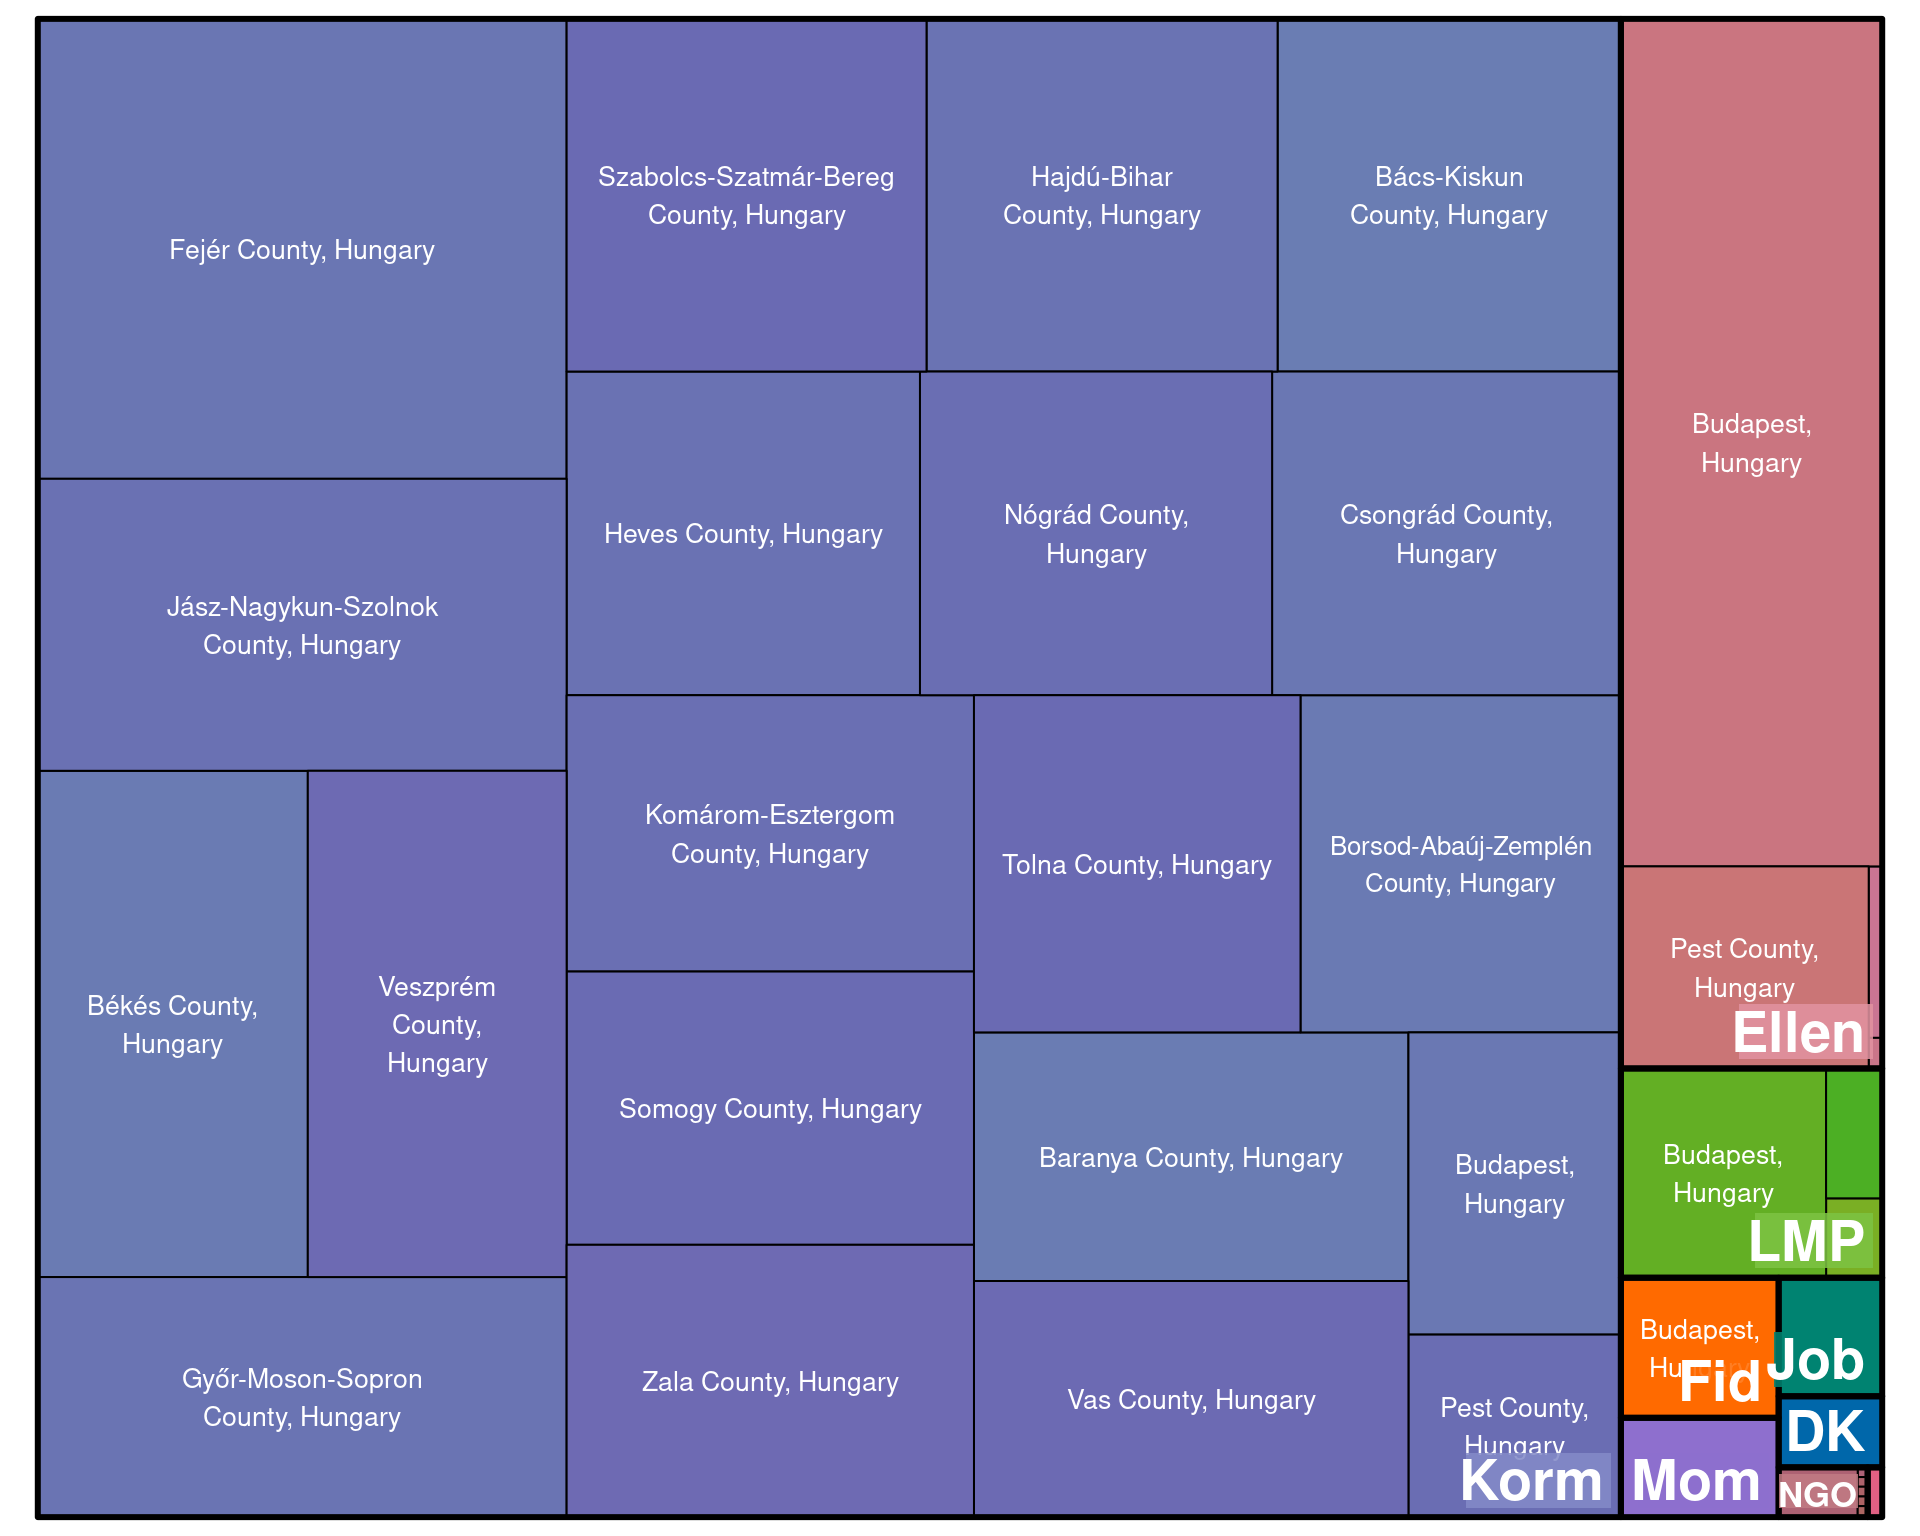 Fejér County, Hungary
Szabolcs-Szatmár-Bereg
County, Hungary
Hajdú-Bihar
County, Hungary
Bács-Kiskun
County, Hungary
Budapest,
Hungary
Jász-Nagykun-Szolnok
County, Hungary
Heves County, Hungary
Nógrád County,
Hungary
Csongrád County,
Hungary
Békés County,
Hungary
Veszprém
County,
Hungary
Komárom-Esztergom
County, Hungary
Tolna County, Hungary
Borsod-Abaúj-Zemplén
County, Hungary
Pest County,
Hungary
Ellen
Somogy County, Hungary
Baranya County, Hungary
Budapest,
Hungary
Budapest,
Hungary
LMP
Győr-Moson-Sopron
County, Hungary
Zala County, Hungary
Vas County, Hungary
Pest County,
Hungary
Korm
Budapest,
Fid
Job
DK
Mom
NGO